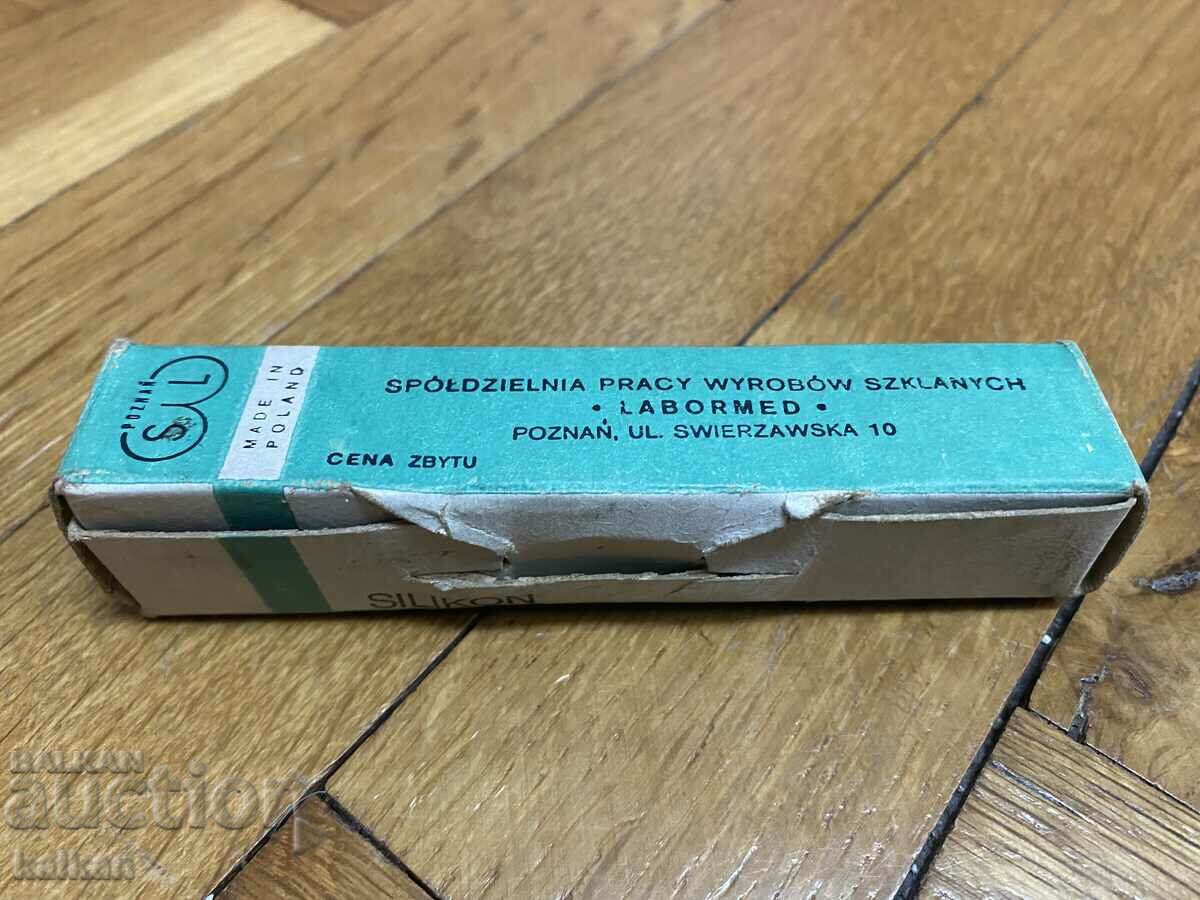 POZNAŃ
S L
MADE IN
POLAND
SPÓŁDZIELNIA PRACY WYROBÓW SZKLANYCH
• LABORMED •
POZNAŃ, UL. SWIERZAWSKA 10
CENA ZBYTU
SILIKON
BALKAN
auction
kalkan